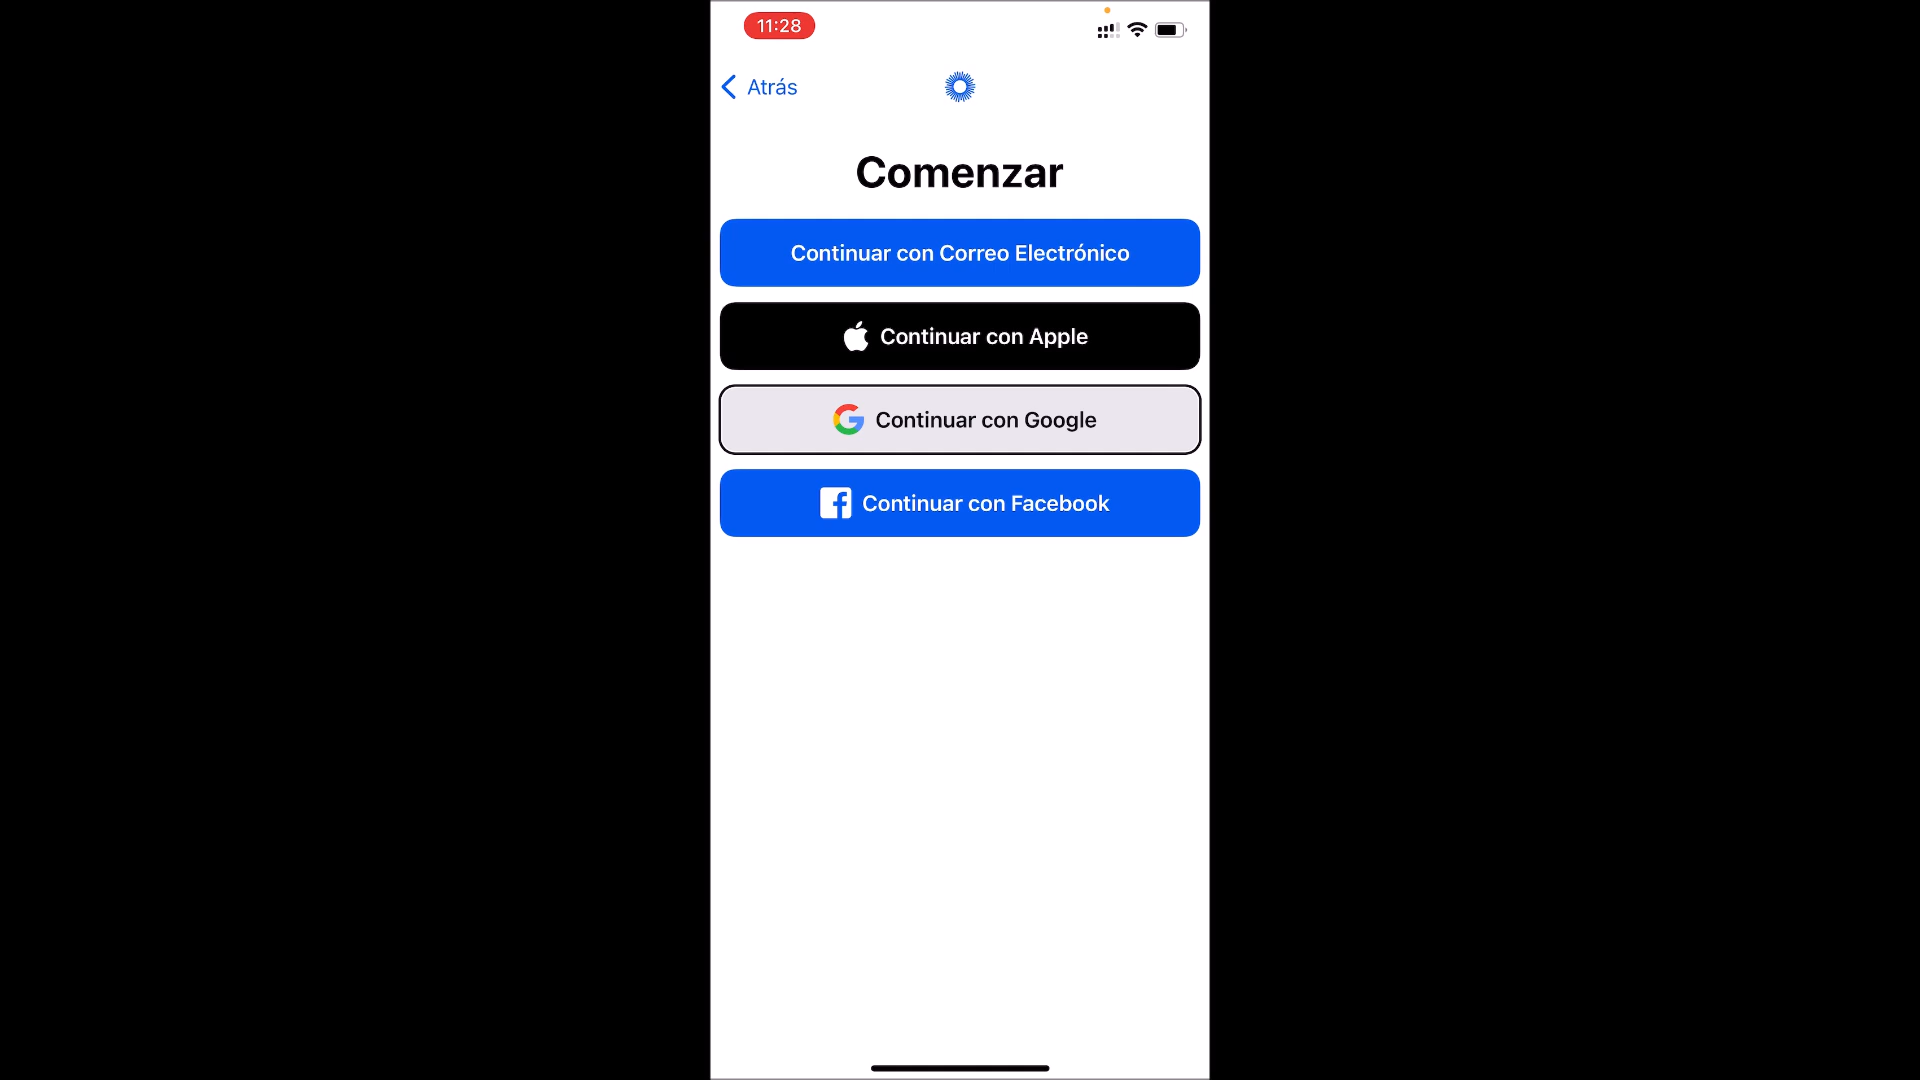 11:28
Atrás
Comenzar
Continuar con Correo Electrónico
Continuar con Apple
Continuar con Google
Continuar con Facebook